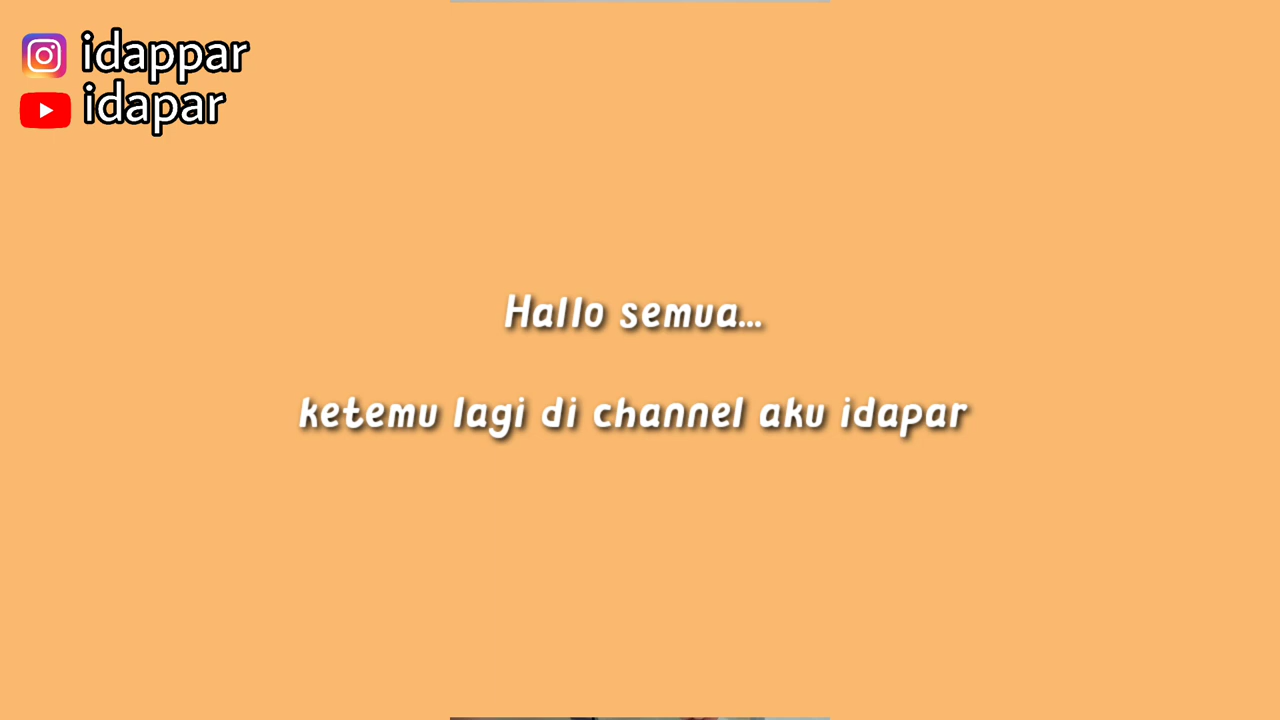 idappar
idapar
Hallo semua...
ketemu lagi di channel aku idapar